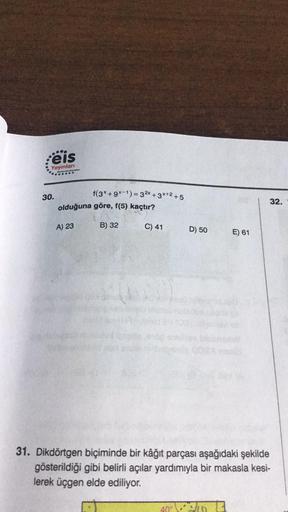 eis
Yayınları
30.
f(3ˣ + 9ˣ⁻¹) = 3²ˣ + 3ˣ⁺² + 5
olduğuna göre, f(5) kaçtır?
A) 23 B) 32 C) 41 D) 50 E) 61
32.
31. Dikdörtgen biçiminde bir kâğıt parçası aşağıdaki şekilde
gösterildiği gibi belirli açılar yardımıyla bir makasla kesi-
lerek üçgen elde ediliyor.
40°